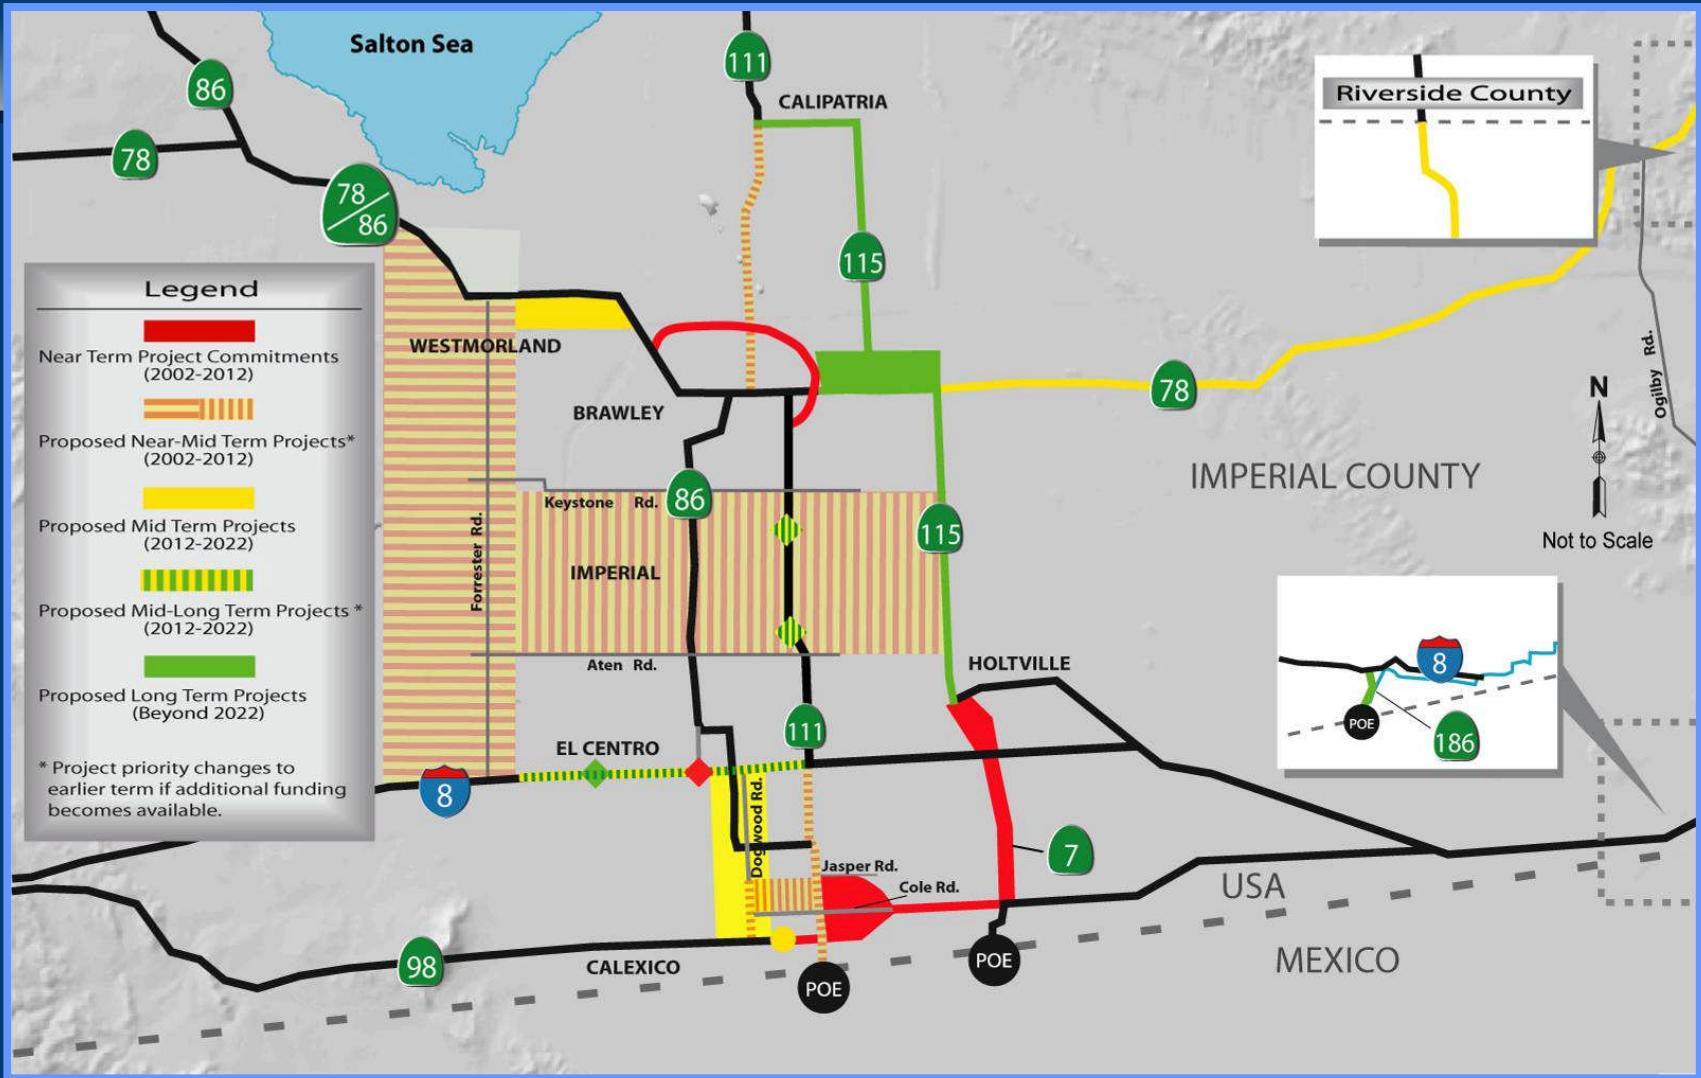 Salton Sea
111
86
CALIPATRIA
Riverside County
78
78
86
115
Legend
Near Term Project Commitments
(2002-2012)
Proposed Near-Mid Term Projects*
(2002-2012)
Proposed Mid Term Projects
(2012-2022)
Proposed Mid-Long Term Projects *
(2012-2022)
Proposed Long Term Projects
(Beyond 2022)
* Project priority changes to
earlier term if additional funding
becomes available.
WESTMORLAND
78
Ogilby Rd.
N
BRAWLEY
IMPERIAL COUNTY
Keystone Rd.
86
115
Not to Scale
Forrester Rd.
IMPERIAL
Aten Rd.
HOLTVILLE
8
POE
186
111
EL CENTRO
8
Dogwood Rd.
7
Jasper Rd.
Cole Rd.
USA
98
CALEXICO
POE
POE
MEXICO